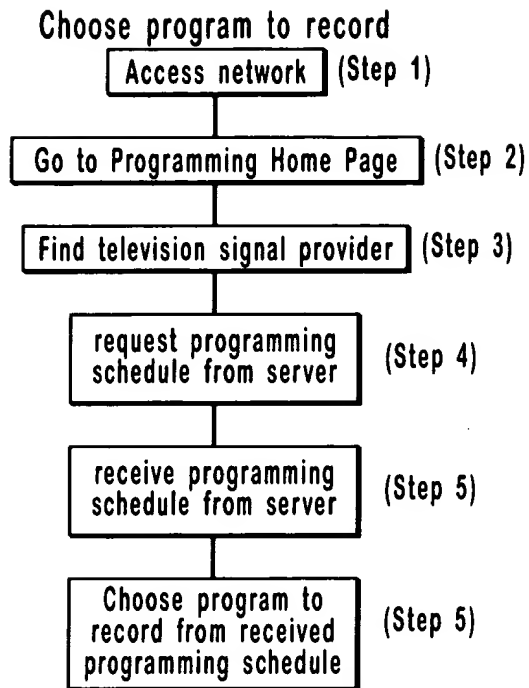 Choose program to record
Access network (Step 1)
Go to Programming Home Page (Step 2)
Find television signal provider (Step 3)
request programming
schedule from server
(Step 4)
receive programming
schedule from server
(Step 5)
Choose program to
record from received
programming schedule
(Step 5)